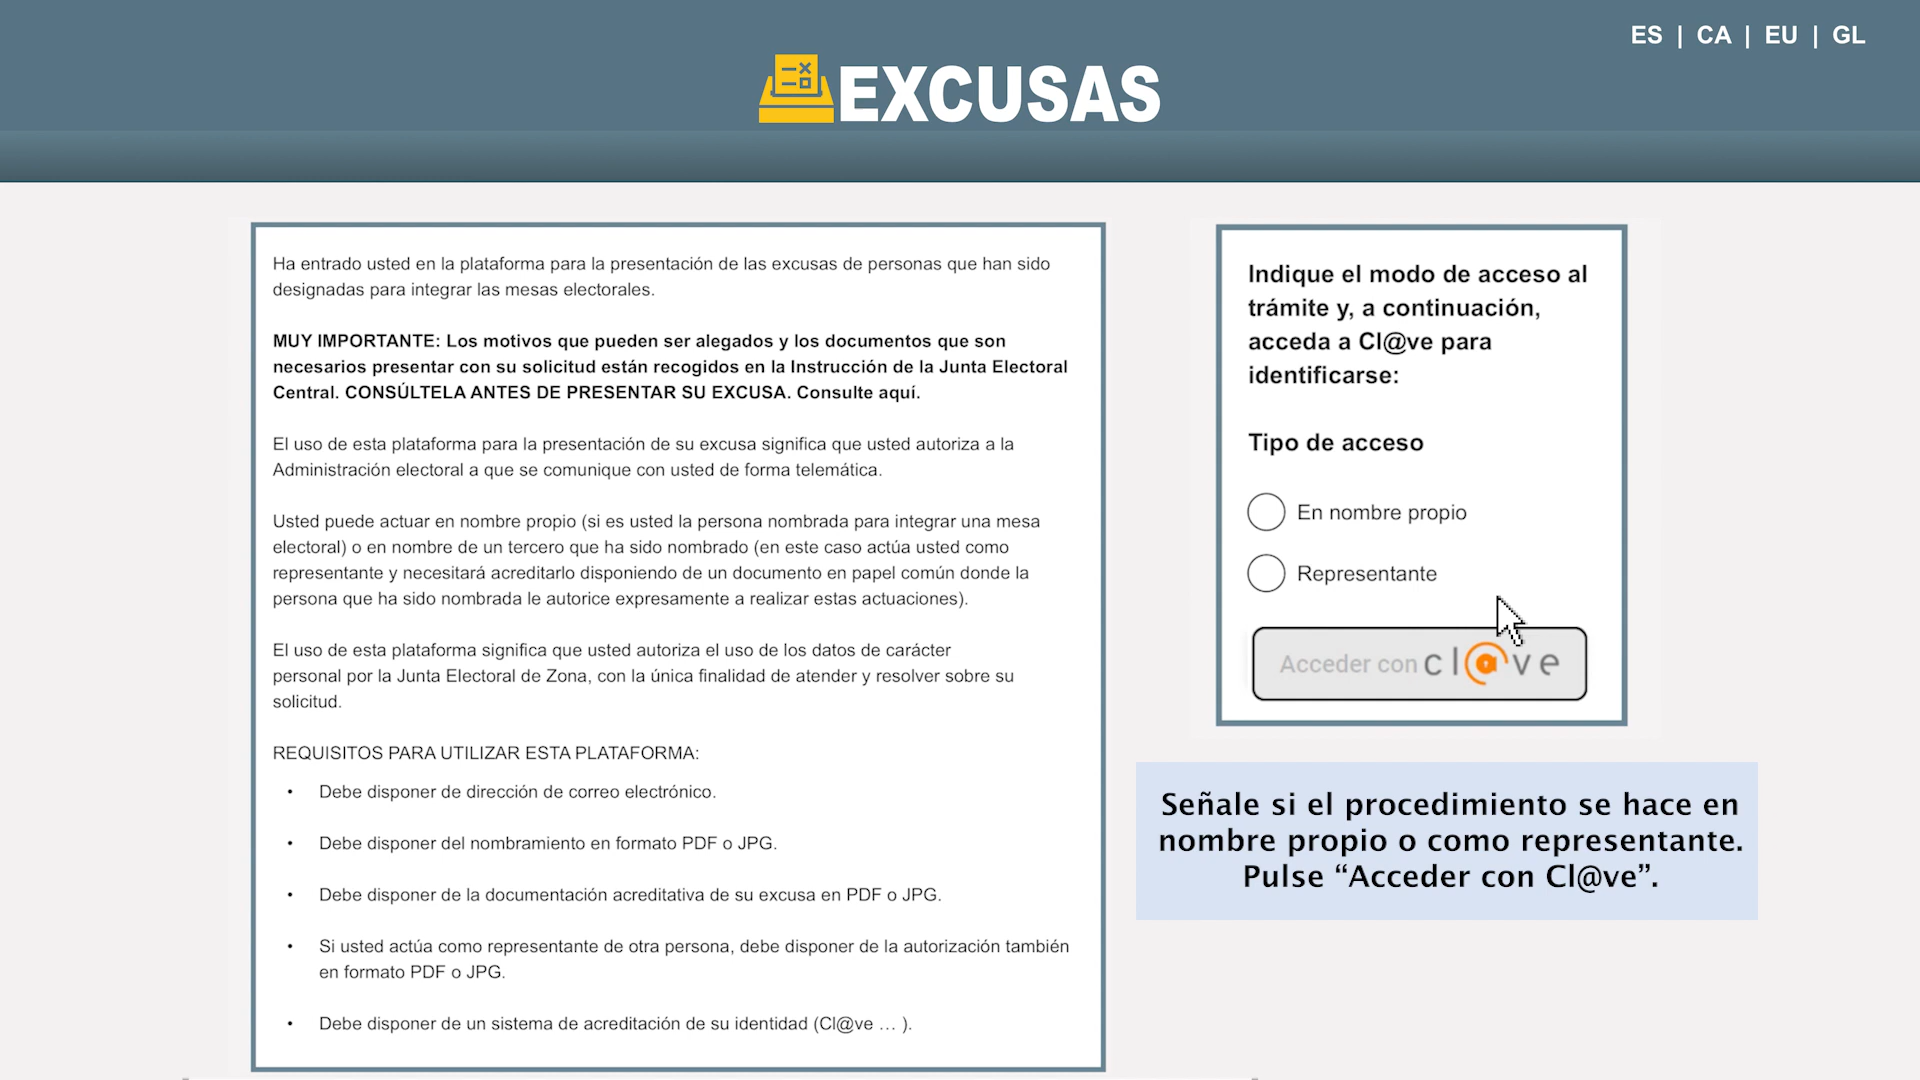 ES | CA | EU | GL
EXCUSAS
Ha entrado usted en la plataforma para la presentación de las excusas de personas que han sido
designadas para integrar las mesas electorales.
MUY IMPORTANTE: Los motivos que pueden ser alegados y los documentos que son
necesarios presentar con su solicitud están recogidos en la Instrucción de la Junta Electoral
Central. CONSÚLTELA ANTES DE PRESENTAR SU EXCUSA. Consulte aquí.
El uso de esta plataforma para la presentación de su excusa significa que usted autoriza a la
Administración electoral a que se comunique con usted de forma telemática.
Usted puede actuar en nombre propio (si es usted la persona nombrada para integrar una mesa
electoral) o en nombre de un tercero que ha sido nombrado (en este caso actúa usted como
representante y necesitará acreditarlo disponiendo de un documento en papel común donde la
persona que ha sido nombrada le autorice expresamente a realizar estas actuaciones).
El uso de esta plataforma significa que usted autoriza el uso de los datos de carácter
personal por la Junta Electoral de Zona, con la única finalidad de atender y resolver sobre su
solicitud.
REQUISITOS PARA UTILIZAR ESTA PLATAFORMA:
• Debe disponer de dirección de correo electrónico.
• Debe disponer del nombramiento en formato PDF o JPG.
• Debe disponer de la documentación acreditativa de su excusa en PDF o JPG.
• Si usted actúa como representante de otra persona, debe disponer de la autorización también
en formato PDF o JPG.
• Debe disponer de un sistema de acreditación de su identidad (Cl@ve … ).
Indique el modo de acceso al
trámite y, a continuación,
acceda a Cl@ve para
identificarse:
Tipo de acceso
En nombre propio
Representante
Acceder con cl@ve
Señale si el procedimiento se hace en
nombre propio o como representante.
Pulse “Acceder con Cl@ve”.